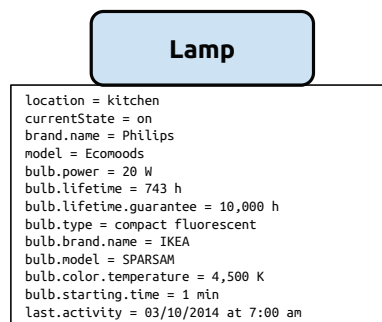 Lamp
location = kitchen
currentState = on
brand.name = Philips
model = Ecomoods
bulb.power = 20 W
bulb.lifetime = 743 h
bulb.lifetime.guarantee = 10,000 h
bulb.type = compact fluorescent
bulb.brand.name = IKEA
bulb.model = SPARSAM
bulb.color.temperature = 4,500 K
bulb.starting.time = 1 min
last.activity = 03/10/2014 at 7:00 am